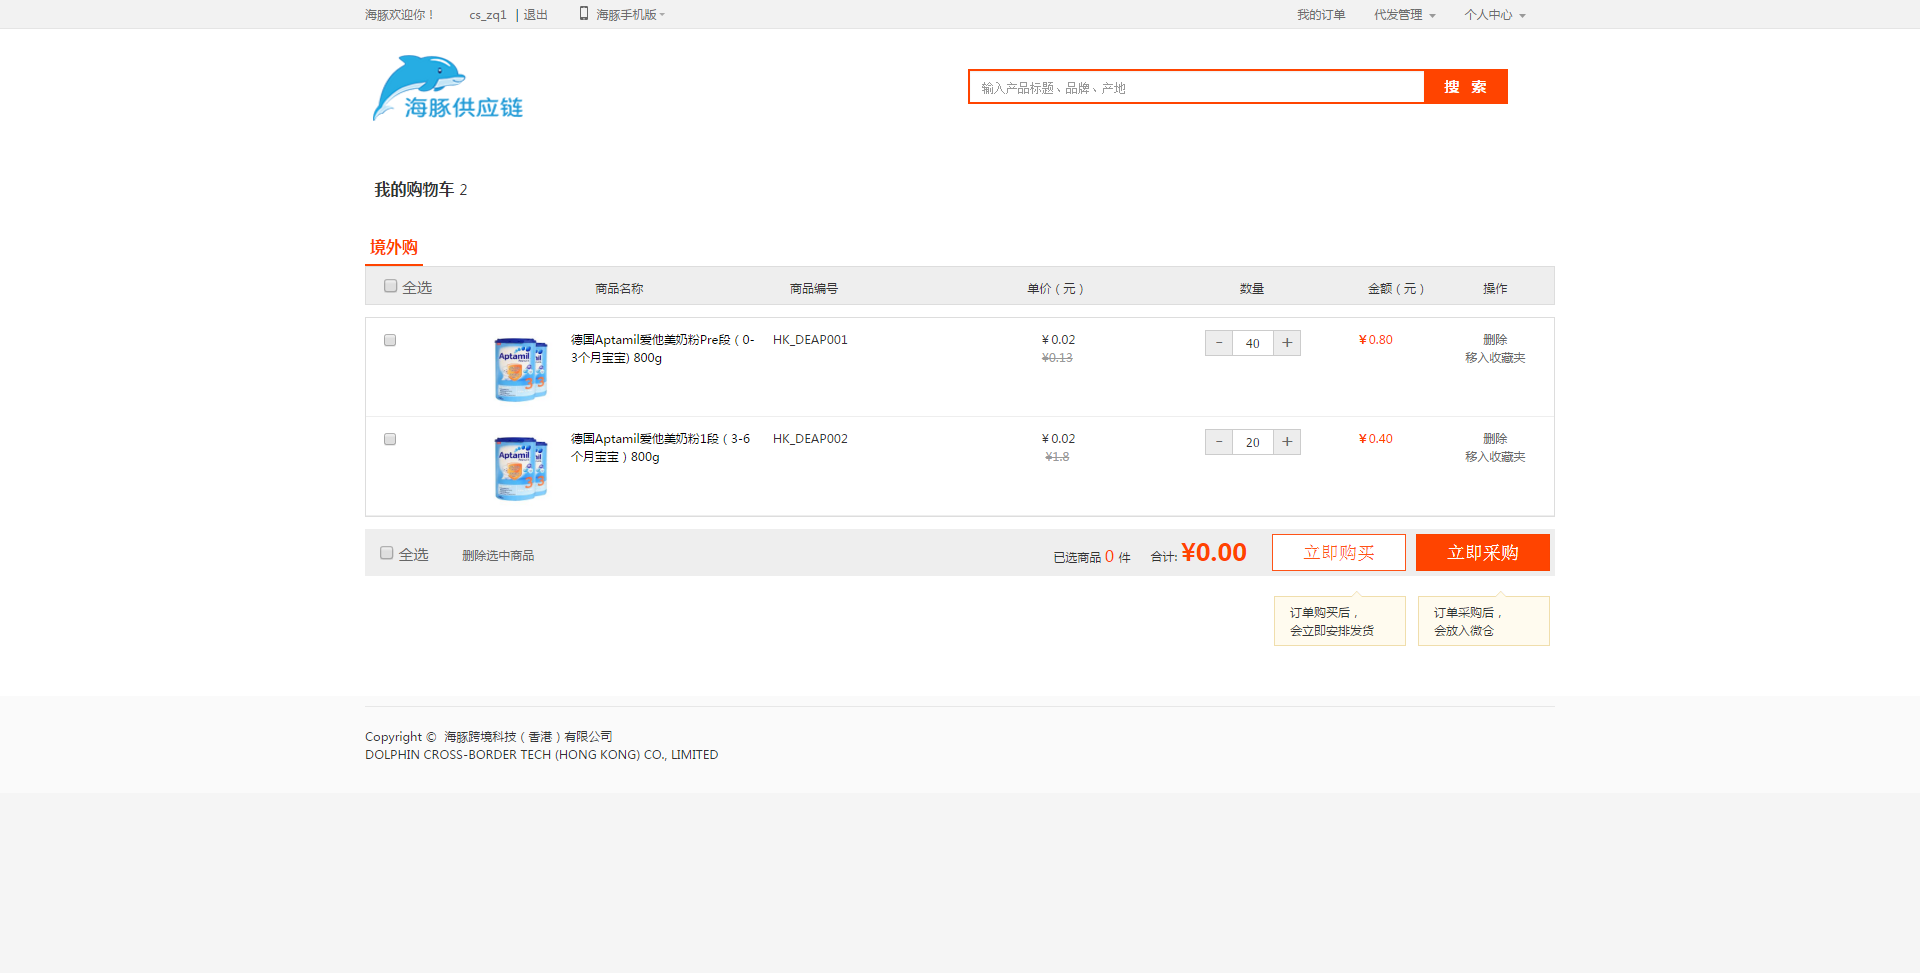 海豚欢迎你！ cs_zq1 | 退出 海豚手机版 我的订单 代发管理 个人中心
海豚供应链
输入产品标题、品牌、产地 搜 索
我的购物车 2
境外购
全选 商品名称 商品编号 单价（元） 数量 金额（元） 操作
德国Aptamil爱他美奶粉Pre段（0- HK_DEAP001 ¥0.02 - 40 + ¥0.80 删除
3个月宝宝) 800g ¥0.13 移入收藏夹
Aptamil
德国Aptamil爱他美奶粉1段（3-6 HK_DEAP002 ¥0.02 - 20 + ¥0.40 删除
个月宝宝）800g ¥1.8 移入收藏夹
Aptamil
全选 删除选中商品 已选商品 0 件 合计: ¥0.00 立即购买 立即采购
订单购买后，
会立即安排发货
订单采购后，
会放入微仓
Copyright © 海豚跨境科技（香港）有限公司
DOLPHIN CROSS-BORDER TECH (HONG KONG) CO., LIMITED